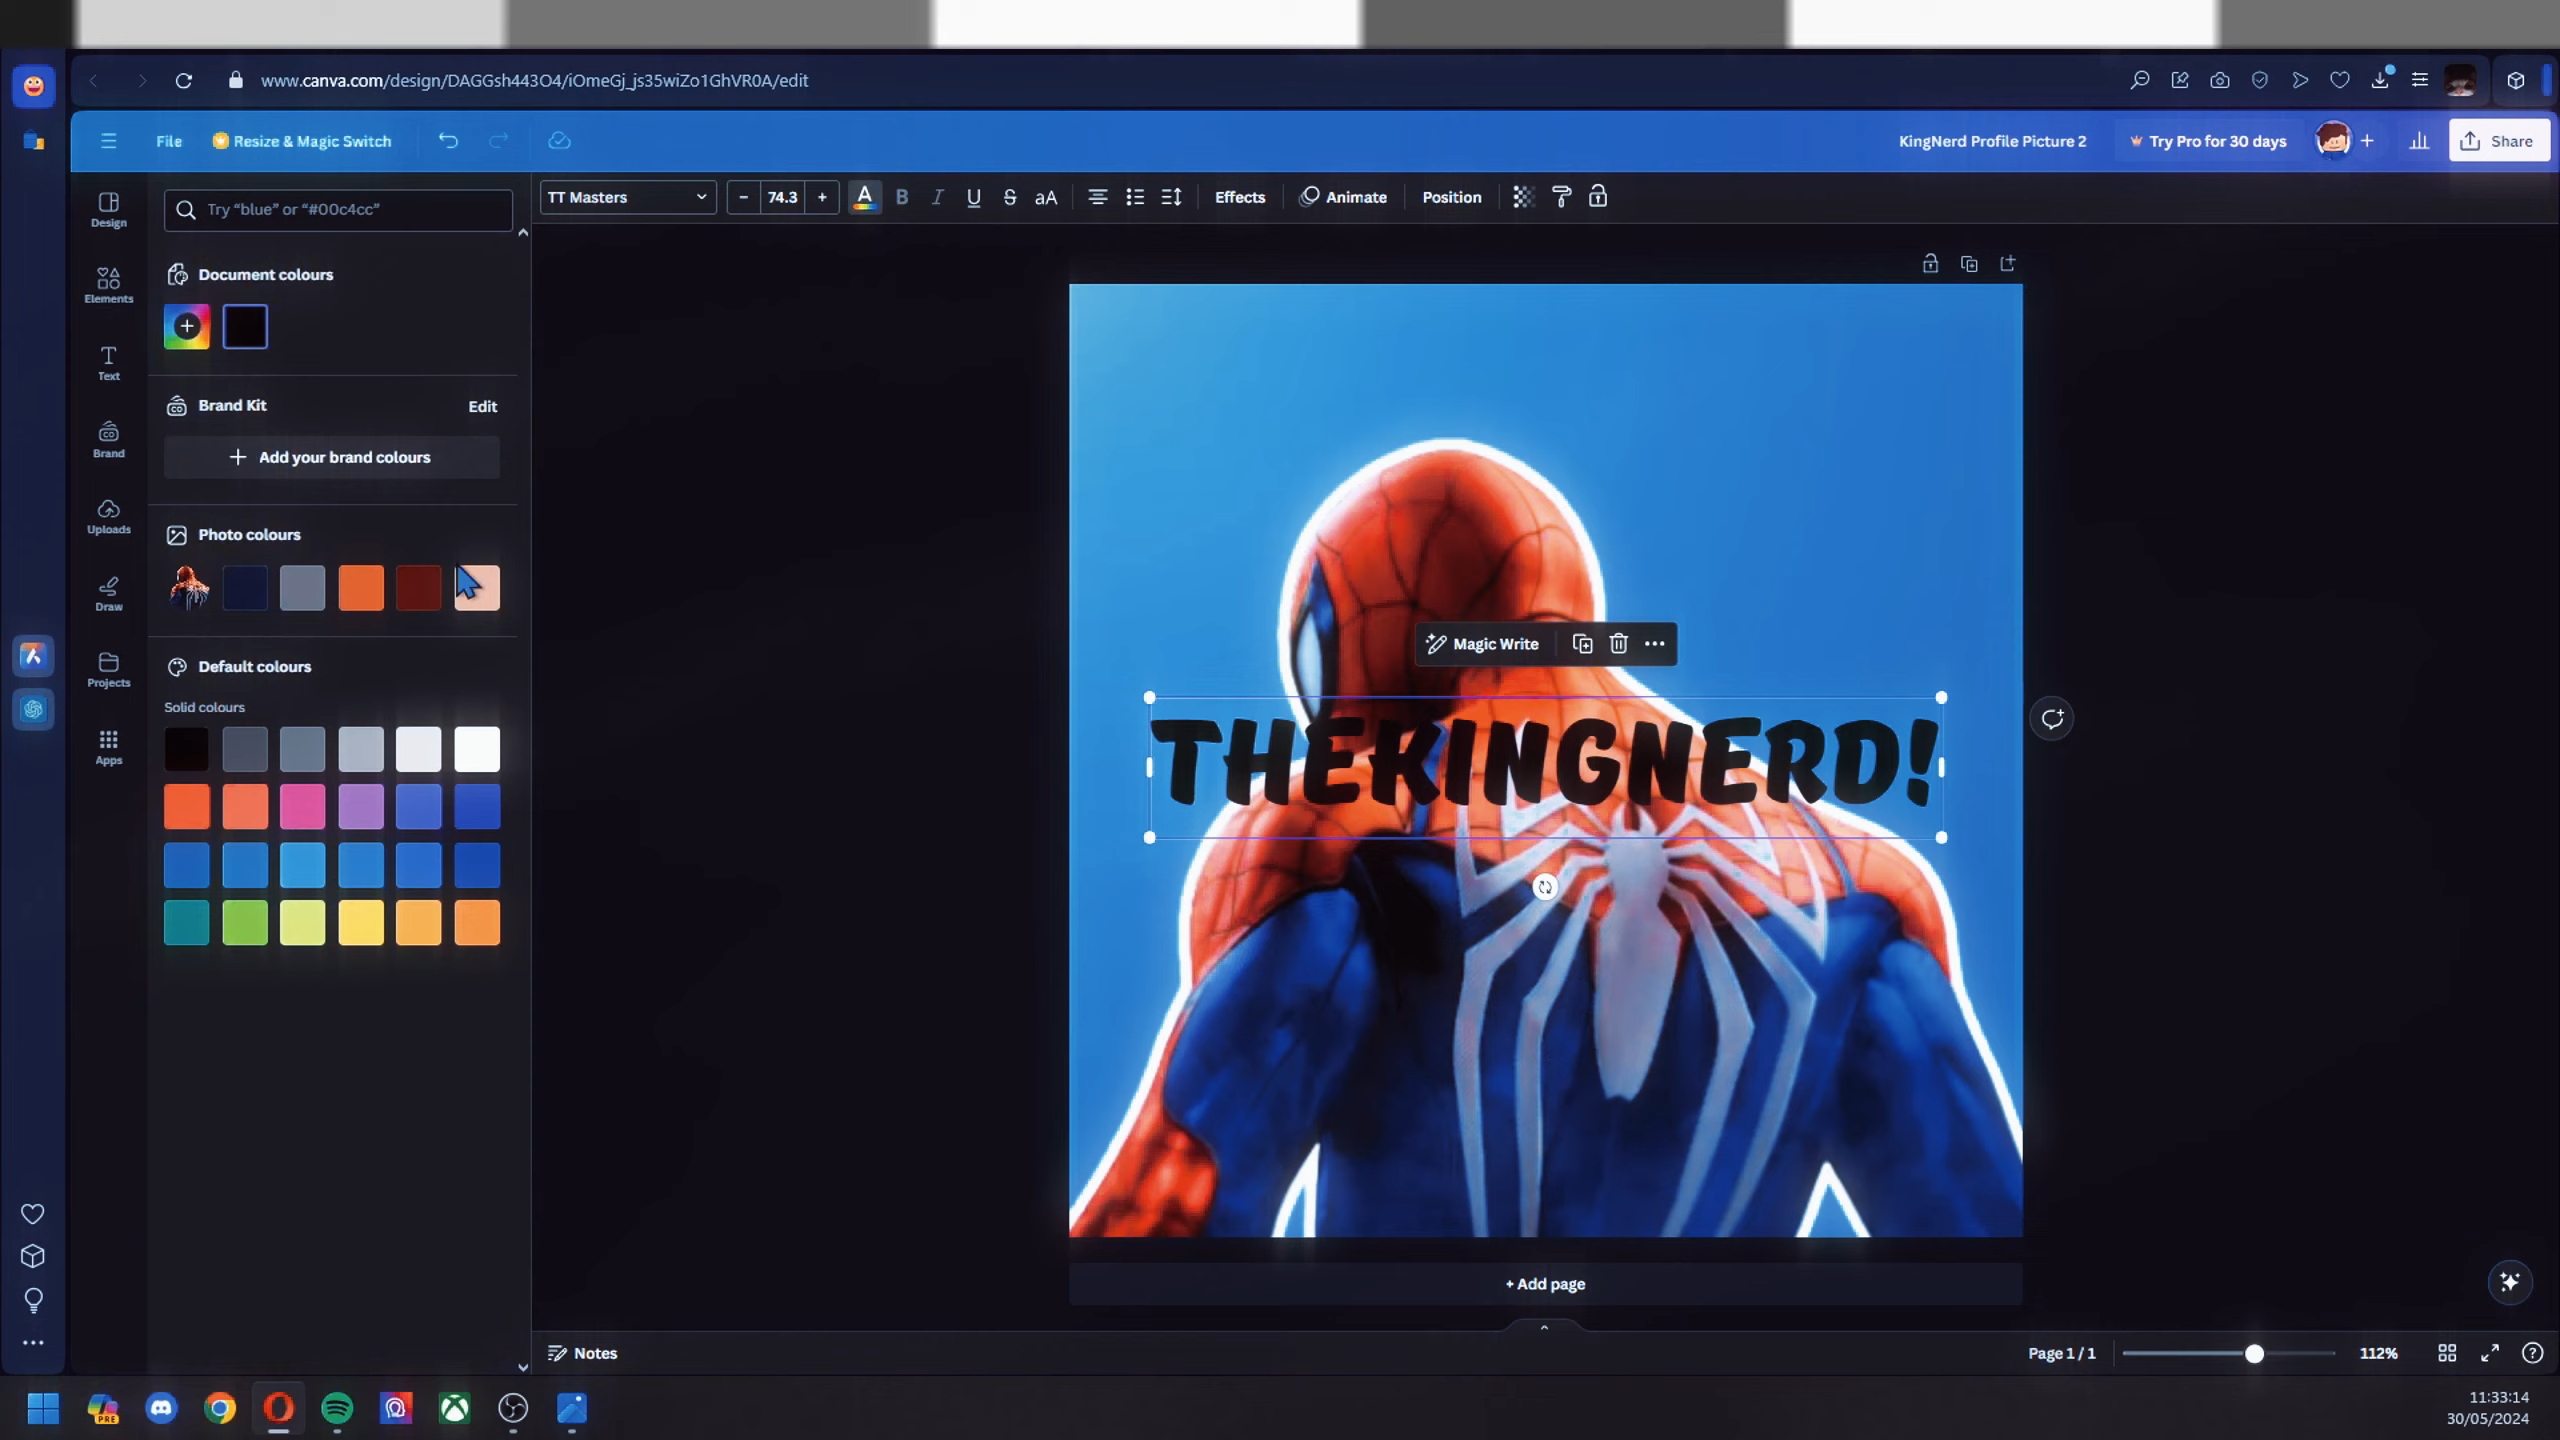 www.canva.com/design/DAGGsh443O4/iOmeGj_js35wiZo1GhVR0A/edit
File
Resize & Magic Switch
KingNerd Profile Picture 2
Try Pro for 30 days
Share
Design
Elements
Text
Brand
Uploads
Draw
Projects
Apps
Try “blue” or “#00c4cc”
Document colours
Brand Kit
Edit
Add your brand colours
Photo colours
Default colours
Solid colours
TT Masters
74.3
A
B
I
U
S
aA
Effects
Animate
Position
Magic Write
THEKINGNERD!
+ Add page
Notes
Page 1 / 1
112%
PRE
11:33:14
30/05/2024